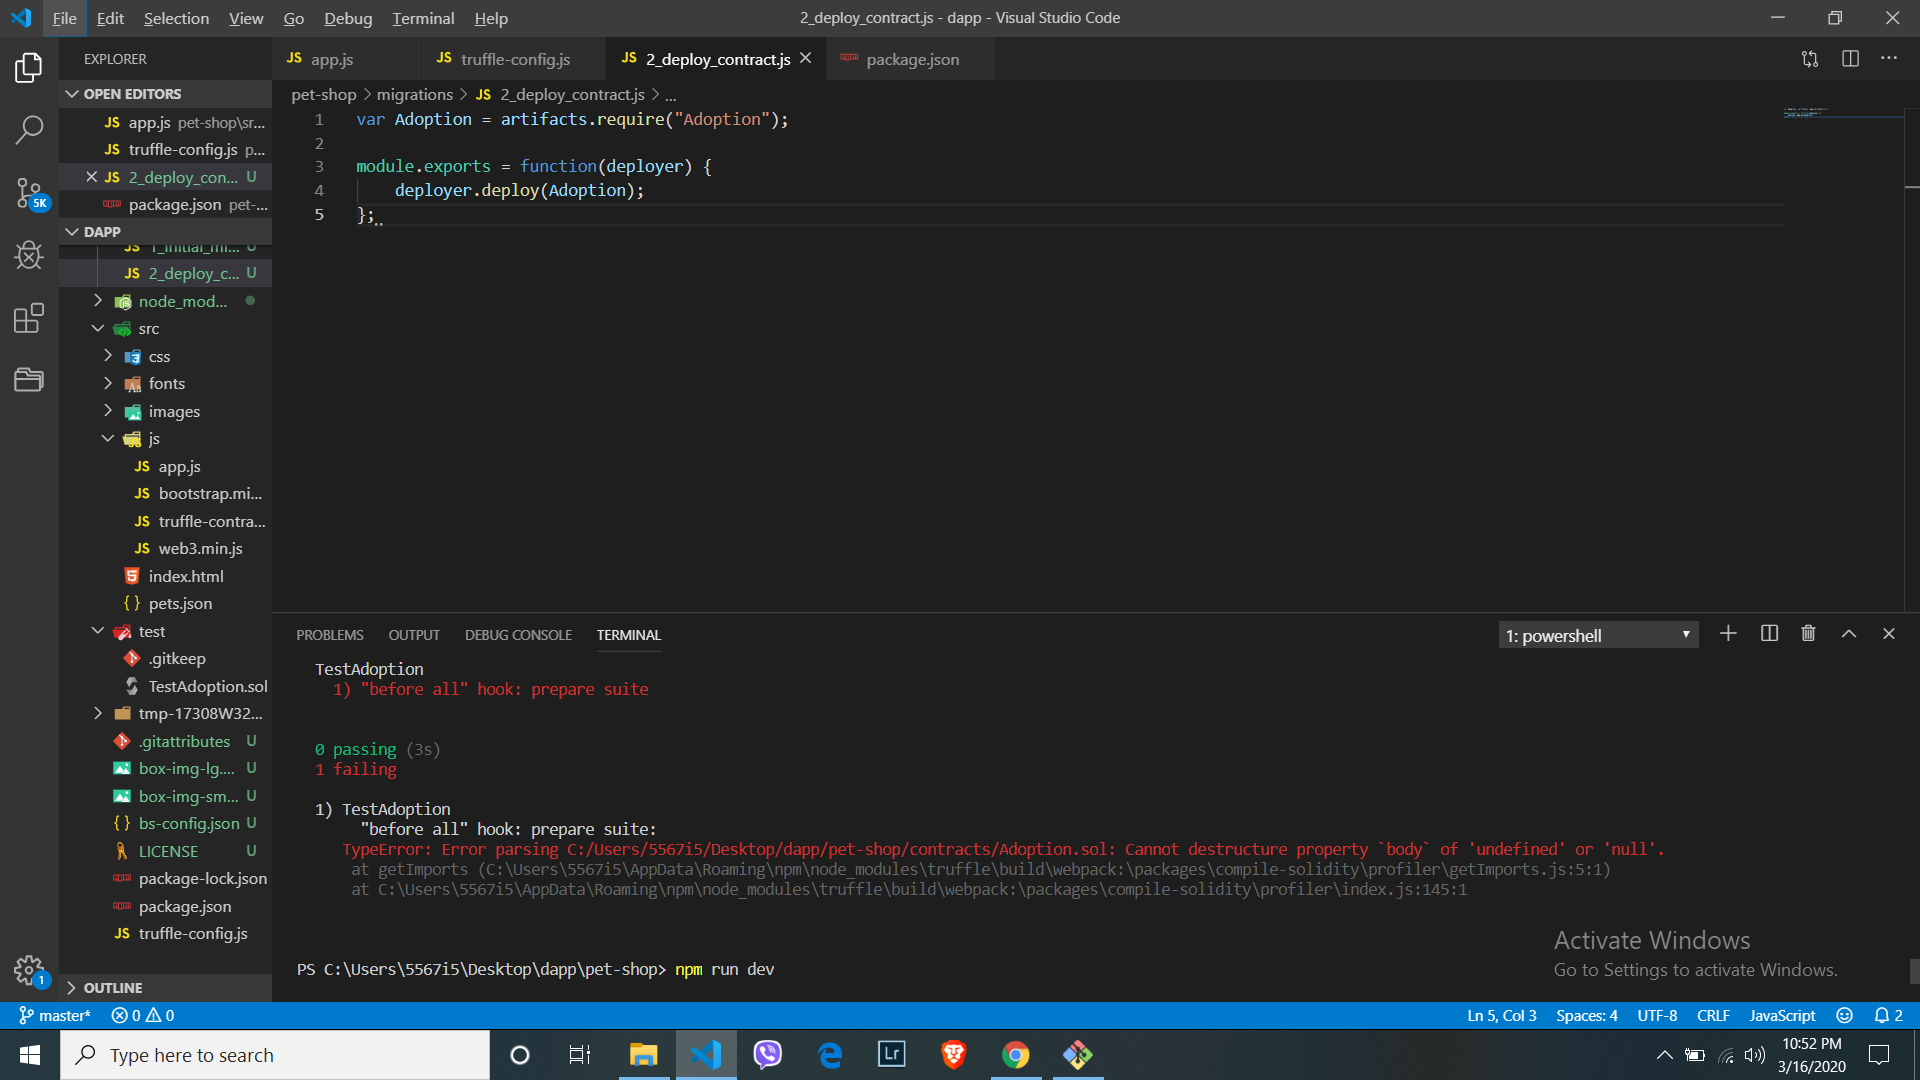 File Edit Selection View Go Debug Terminal Help
2_deploy_contract.js - dapp - Visual Studio Code
EXPLORER
JS app.js
JS truffle-config.js
JS 2_deploy_contract.js
package.json
OPEN EDITORS
JS app.js pet-shop\sr...
JS truffle-config.js p...
JS 2_deploy_con... U
package.json pet-...
DAPP
JS 1_initial_mi... U
JS 2_deploy_c... U
node_mod...
src
css
fonts
images
js
JS app.js
JS bootstrap.mi...
JS truffle-contra...
JS web3.min.js
index.html
{} pets.json
test
.gitkeep
TestAdoption.sol
tmp-17308W32...
.gitattributes U
box-img-lg.... U
box-img-sm... U
{} bs-config.json U
LICENSE U
package-lock.json
package.json
JS truffle-config.js
OUTLINE
5K
1
pet-shop > migrations > JS 2_deploy_contract.js > ...
1 var Adoption = artifacts.require("Adoption");
2
3 module.exports = function(deployer) {
4 deployer.deploy(Adoption);
5 };
PROBLEMS OUTPUT DEBUG CONSOLE TERMINAL
1: powershell
TestAdoption
1) "before all" hook: prepare suite
0 passing (3s)
1 failing
1) TestAdoption
"before all" hook: prepare suite:
TypeError: Error parsing C:/Users/5567i5/Desktop/dapp/pet-shop/contracts/Adoption.sol: Cannot destructure property `body` of 'undefined' or 'null'.
at getImports (C:\Users\5567i5\AppData\Roaming\npm\node_modules\truffle\build\webpack:\packages\compile-solidity\profiler\getImports.js:5:1)
at C:\Users\5567i5\AppData\Roaming\npm\node_modules\truffle\build\webpack:\packages\compile-solidity\profiler\index.js:145:1
PS C:\Users\5567i5\Desktop\dapp\pet-shop> npm run dev
Activate Windows
Go to Settings to activate Windows.
master* 0 0
Ln 5, Col 3 Spaces: 4 UTF-8 CRLF JavaScript 2
Type here to search
Lr
10:52 PM
3/16/2020